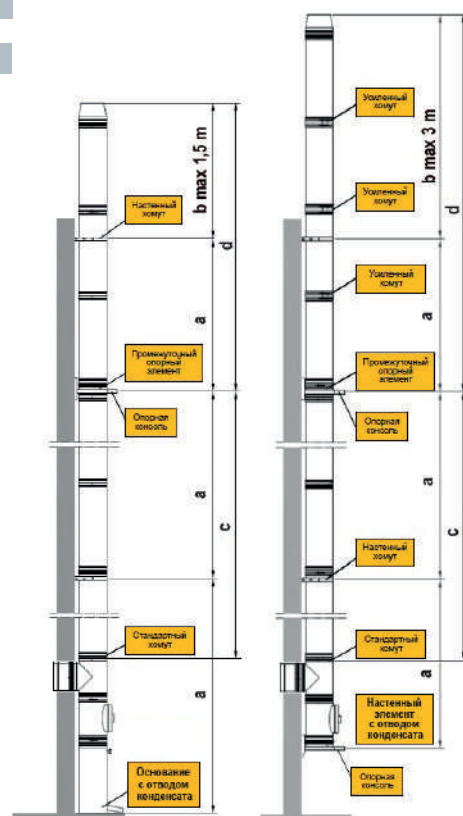 b max 1,5 m
Настенный
хомут
d
a
Промежуточный
опорный
элемент
Опорная
консоль
a
c
Стандартный
хомут
a
Основание
с отводом
конденсата
Усиленный
хомут
b max 3 m
d
Усиленный
хомут
Усиленный
хомут
a
Промежуточный
опорный
элемент
Опорная
консоль
a
c
Настенный
хомут
Стандартный
хомут
a
Настенный
элемент
с отводом
конденсата
Опорная
консоль